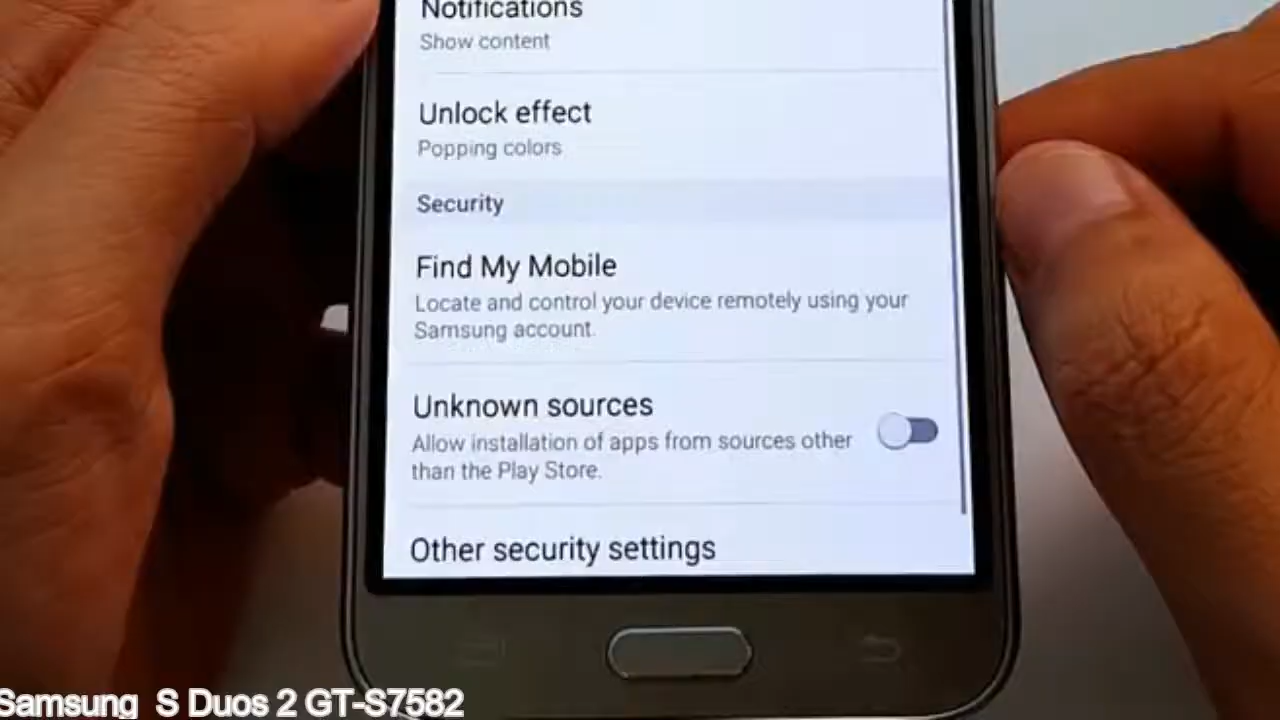 Notifications
Show content
Unlock effect
Popping colors
Security
Find My Mobile
Locate and control your device remotely using your
Samsung account.
Unknown sources
Allow installation of apps from sources other
than the Play Store.
Other security settings
Samsung S Duos 2 GT-S7582